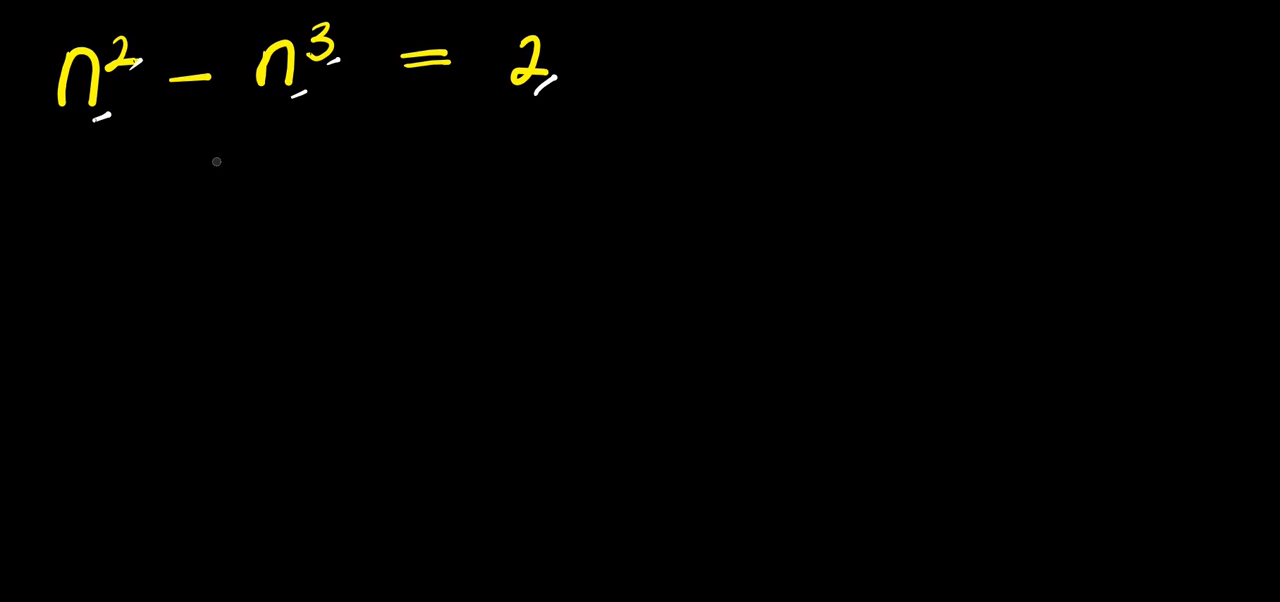 n² - n³ = 2